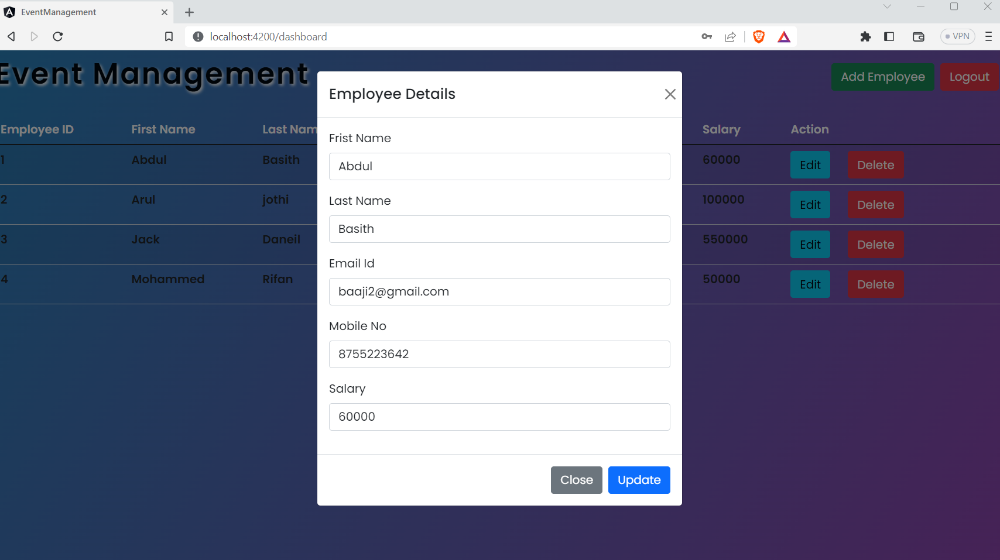 EventManagement
localhost:4200/dashboard
VPN
Event Management
Add Employee
Logout
Employee ID First Name Last Nam Salary Action
1 Abdul Basith 60000 Edit Delete
2 Arul jothi 100000 Edit Delete
3 Jack Daneil 550000 Edit Delete
4 Mohammed Rifan 50000 Edit Delete
Employee Details
Frist Name
Abdul
Last Name
Basith
Email Id
baaji2@gmail.com
Mobile No
8755223642
Salary
60000
Close Update